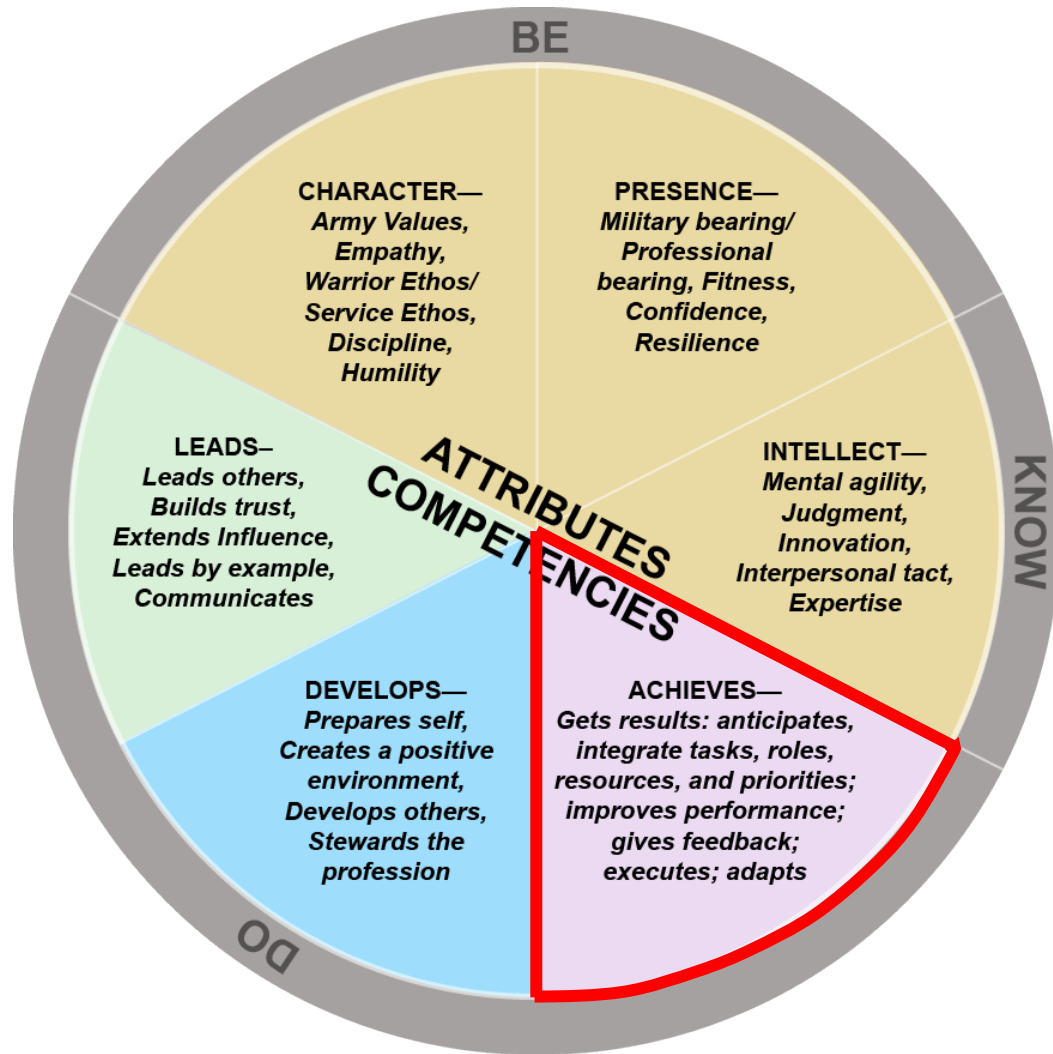 BE
CHARACTER—
Army Values,
Empathy,
Warrior Ethos/
Service Ethos,
Discipline,
Humility
PRESENCE—
Military bearing/
Professional
bearing, Fitness,
Confidence,
Resilience
KNOW
INTELLECT—
Mental agility,
Judgment,
Innovation,
Interpersonal tact,
Expertise
ATTRIBUTES
COMPETENCIES
LEADS–
Leads others,
Builds trust,
Extends Influence,
Leads by example,
Communicates
DEVELOPS—
Prepares self,
Creates a positive
environment,
Develops others,
Stewards the
profession
ACHIEVES—
Gets results: anticipates,
integrate tasks, roles,
resources, and priorities;
improves performance;
gives feedback;
executes; adapts
DO